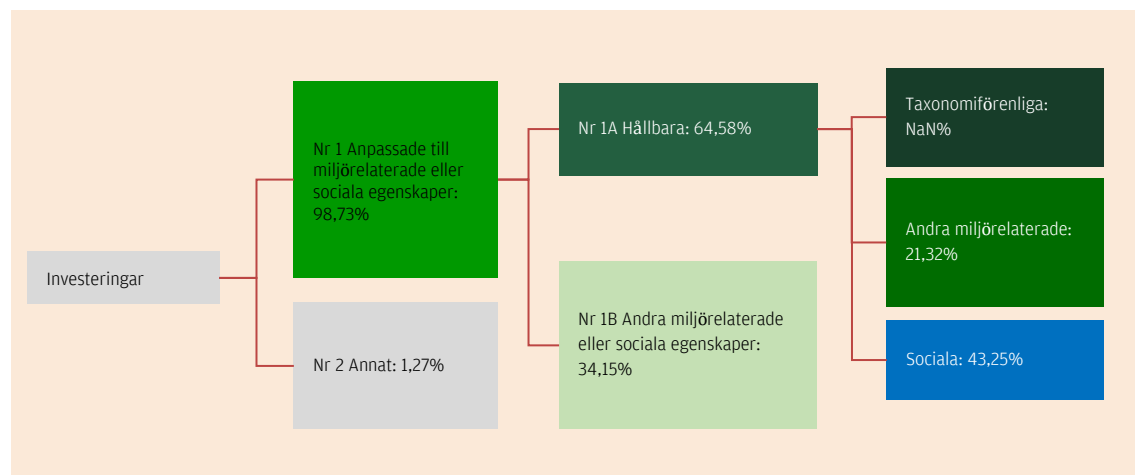 Investeringar
Nr 1 Anpassade till
miljörelaterade eller
sociala egenskaper:
98,73%
Nr 2 Annat: 1,27%
Nr 1A Hållbara: 64,58%
Nr 1B Andra miljörelaterade
eller sociala egenskaper:
34,15%
Taxonomiförenliga:
NaN%
Andra miljörelaterade:
21,32%
Sociala: 43,25%